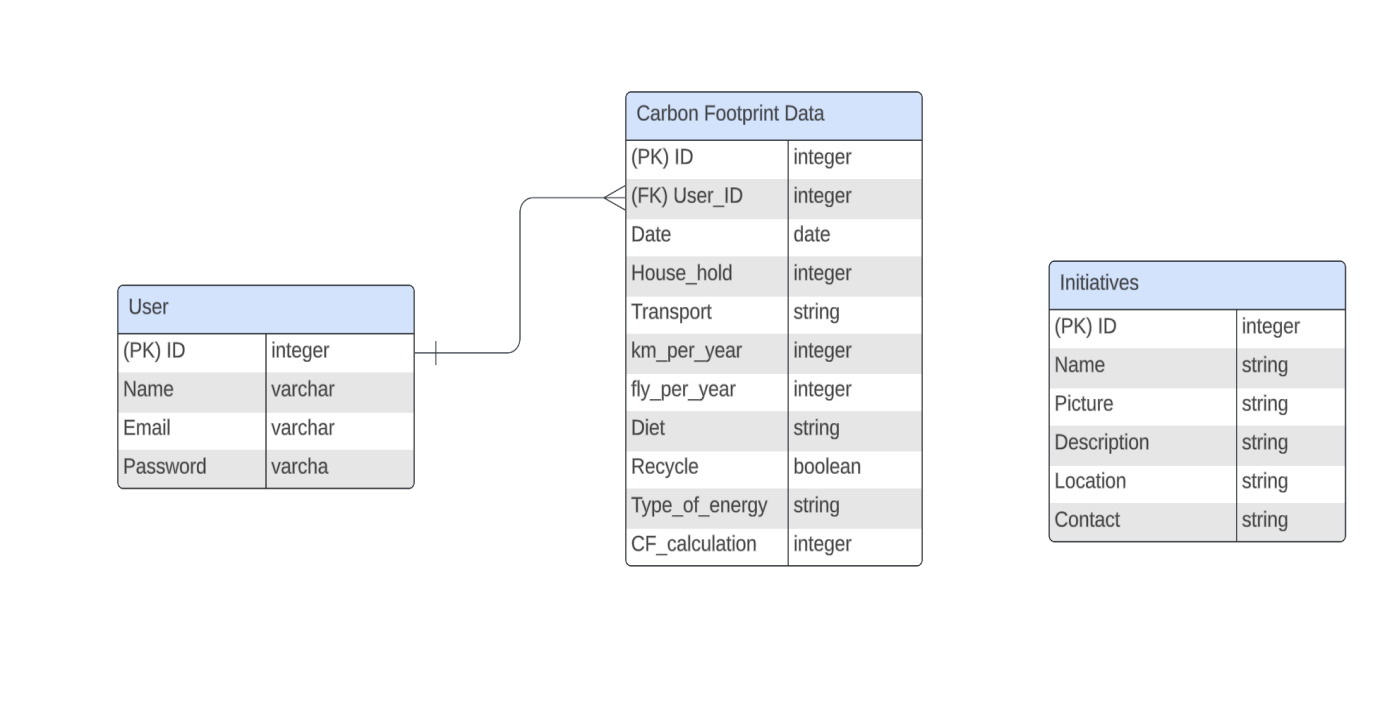 User
(PK) ID integer
Name varchar
Email varchar
Password varcha
Carbon Footprint Data
(PK) ID integer
(FK) User_ID integer
Date date
House_hold integer
Transport string
km_per_year integer
fly_per_year integer
Diet string
Recycle boolean
Type_of_energy string
CF_calculation integer
Initiatives
(PK) ID integer
Name string
Picture string
Description string
Location string
Contact string